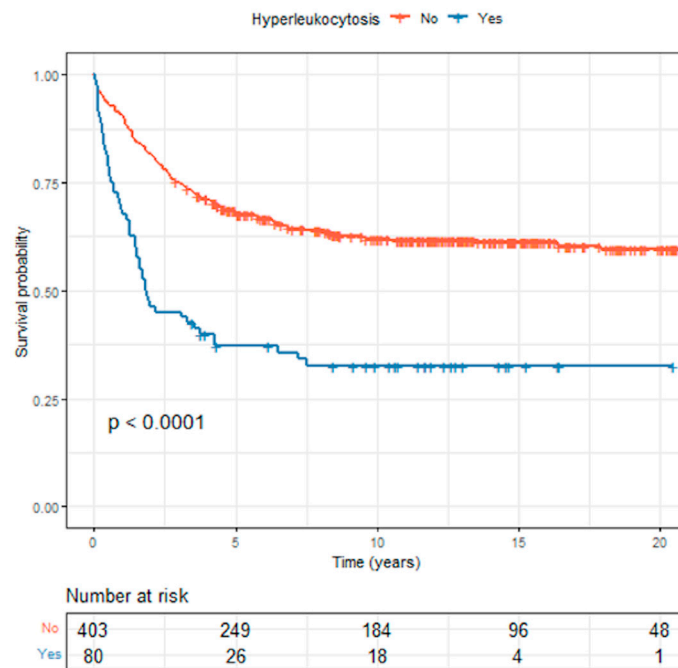 Hyperleukocytosis No Yes
1.00
0.75
0.50
0.25
0.00
Survival probability
p < 0.0001
0 5 10 15 20
Time (years)
Number at risk
No 403 249 184 96 48
Yes 80 26 18 4 1